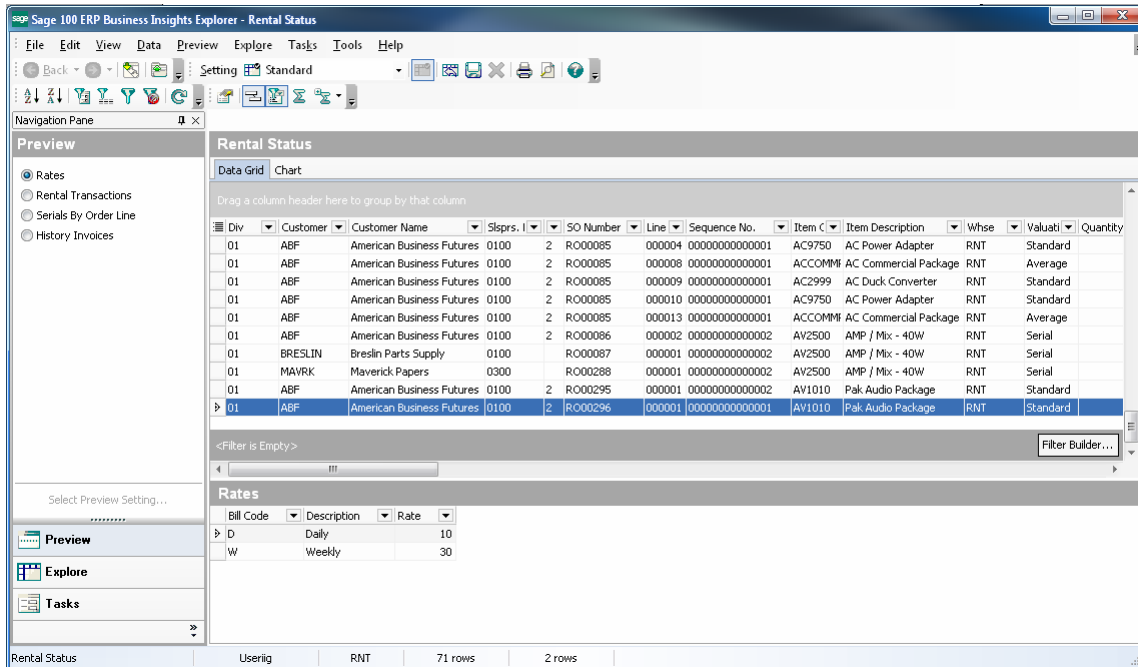 sage Sage 100 ERP Business Insights Explorer - Rental Status
File Edit View Data Preview Explore Tasks Tools Help
Back Setting Standard
Navigation Pane
Preview
Rates
Rental Transactions
Serials By Order Line
History Invoices
Select Preview Setting...
Preview
Explore
Tasks
Rental Status
Data Grid Chart
Drag a column header here to group by that column
Div Customer Customer Name Slsprs. SO Number Line Sequence No. Item Item Description Whse Valuati Quantity
01 ABF American Business Futures 0100 2 RO00085 000004 00000000000001 AC9750 AC Power Adapter RNT Standard
01 ABF American Business Futures 0100 2 RO00085 000008 00000000000001 ACCOMM AC Commercial Package RNT Average
01 ABF American Business Futures 0100 2 RO00085 000009 00000000000001 AC2999 AC Duck Converter RNT Standard
01 ABF American Business Futures 0100 2 RO00085 000010 00000000000001 AC9750 AC Power Adapter RNT Standard
01 ABF American Business Futures 0100 2 RO00085 000013 00000000000001 ACCOMM AC Commercial Package RNT Average
01 ABF American Business Futures 0100 2 RO00086 000002 00000000000002 AV2500 AMP / Mix - 40W RNT Serial
01 BRESLIN Breslin Parts Supply 0100 RO00087 000001 00000000000002 AV2500 AMP / Mix - 40W RNT Serial
01 MAVRK Maverick Papers 0300 RO00288 000001 00000000000002 AV2500 AMP / Mix - 40W RNT Serial
01 ABF American Business Futures 0100 2 RO00295 000001 00000000000002 AV1010 Pak Audio Package RNT Standard
01 ABF American Business Futures 0100 2 RO00296 000001 00000000000001 AV1010 Pak Audio Package RNT Standard
<Filter is Empty> Filter Builder...
Rates
Bill Code Description Rate
D Daily 10
W Weekly 30
Rental Status Useriig RNT 71 rows 2 rows